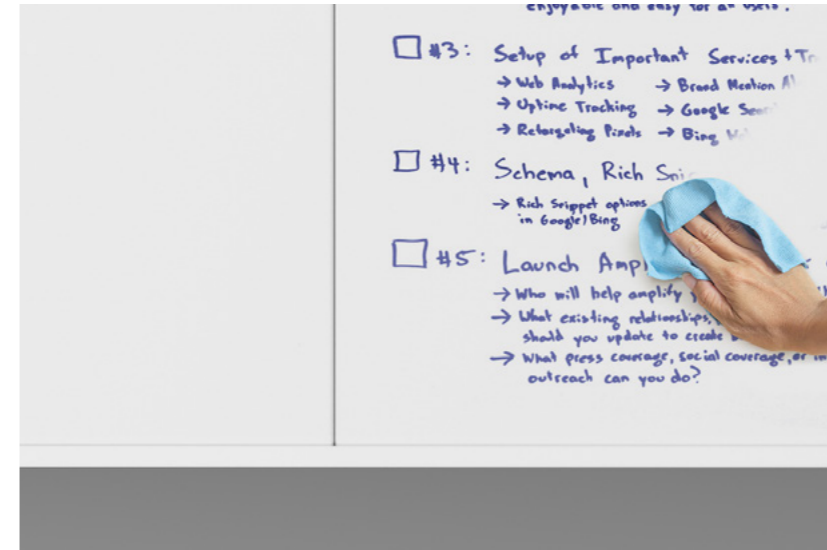 enjoyable and easy for all users.
#3: Setup of Important Services +
→ Web Analytics → Brand Mention
→ Uptime Tracking → Google
→ Retargeting Pixels → Bing
#4: Schema, Rich
→ Rich Snippet options
in Google/Bing
#5: Launch
→ Who will help amplify
→ What existing relationships,
should you update to create
→ What press coverage, social coverage, or
outreach can you do?